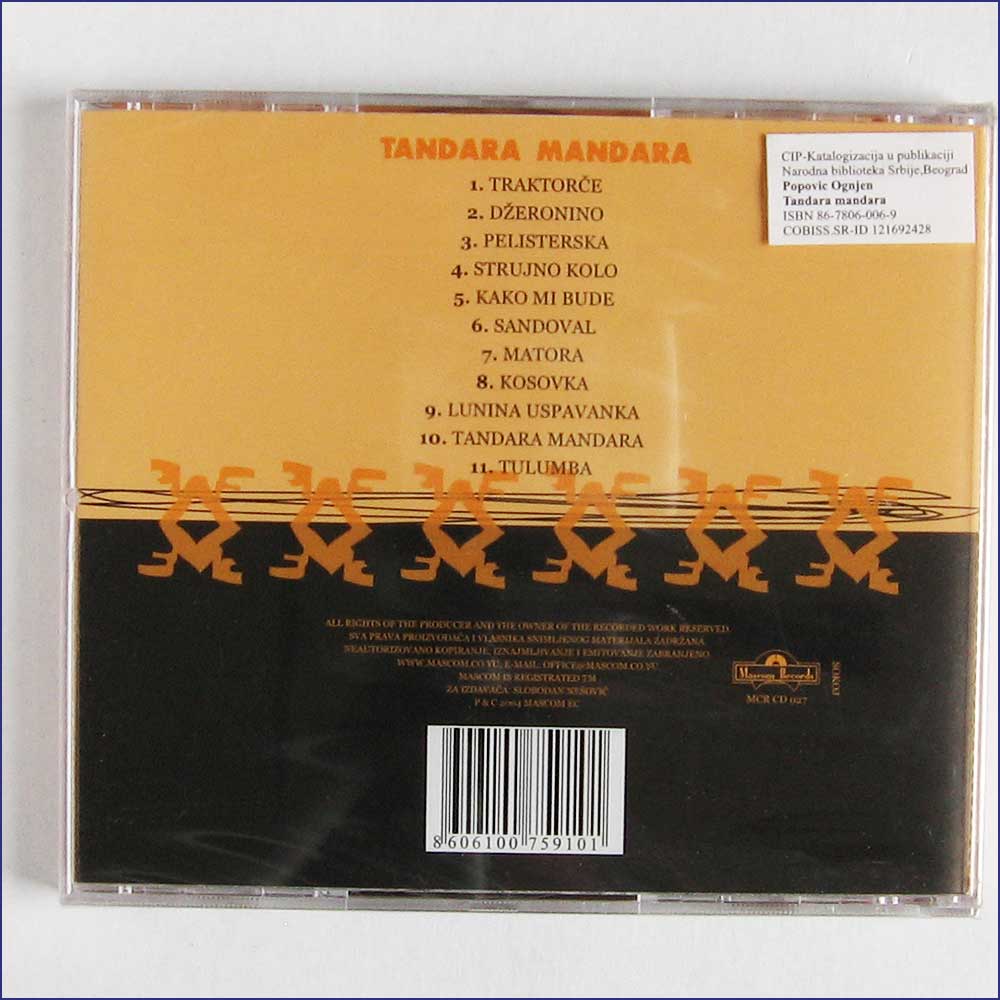 TANDARA MANDARA
1. TRAKTORČE
2. DŽERONINO
3. PELISTERSKA
4. STRUJNO KOLO
5. KAKO MI BUDE
6. SANDOVAL
7. MATORA
8. KOSOVKA
9. LUNINA USPAVANKA
10. TANDARA MANDARA
11. TULUMBA
CIP-Katalogizacija u publikaciji
Narodna biblioteka Srbije,Beograd
Popovic Ognjen
Tandara mandara
ISBN 86-7806-006-9
COBISS.SR-ID 121692428
ALL RIGHTS OF THE PRODUCER AND THE OWNER OF THE RECORDED WORK RESERVED.
SVA PRAVA PROIZVOĐAČA I VLASNIKA SNIMLJENOG MATERIJALA ZADRŽANA.
NEAUTORIZOVANO KOPIRANJE, IZNAJMLJIVANJE I EMITOVANJE ZABRANJENO.
WWW.MASCOM.CO.YU, E-MAIL: OFFICE@MASCOM.CO.YU
MASCOM IS REGISTRATED TM
ZA IZDAVAČA: SLOBODAN NEŠOVIĆ
P & C 2004 MASCOM EC
Mascom Records
MCR CD 027
SOKOJ
8606100759101